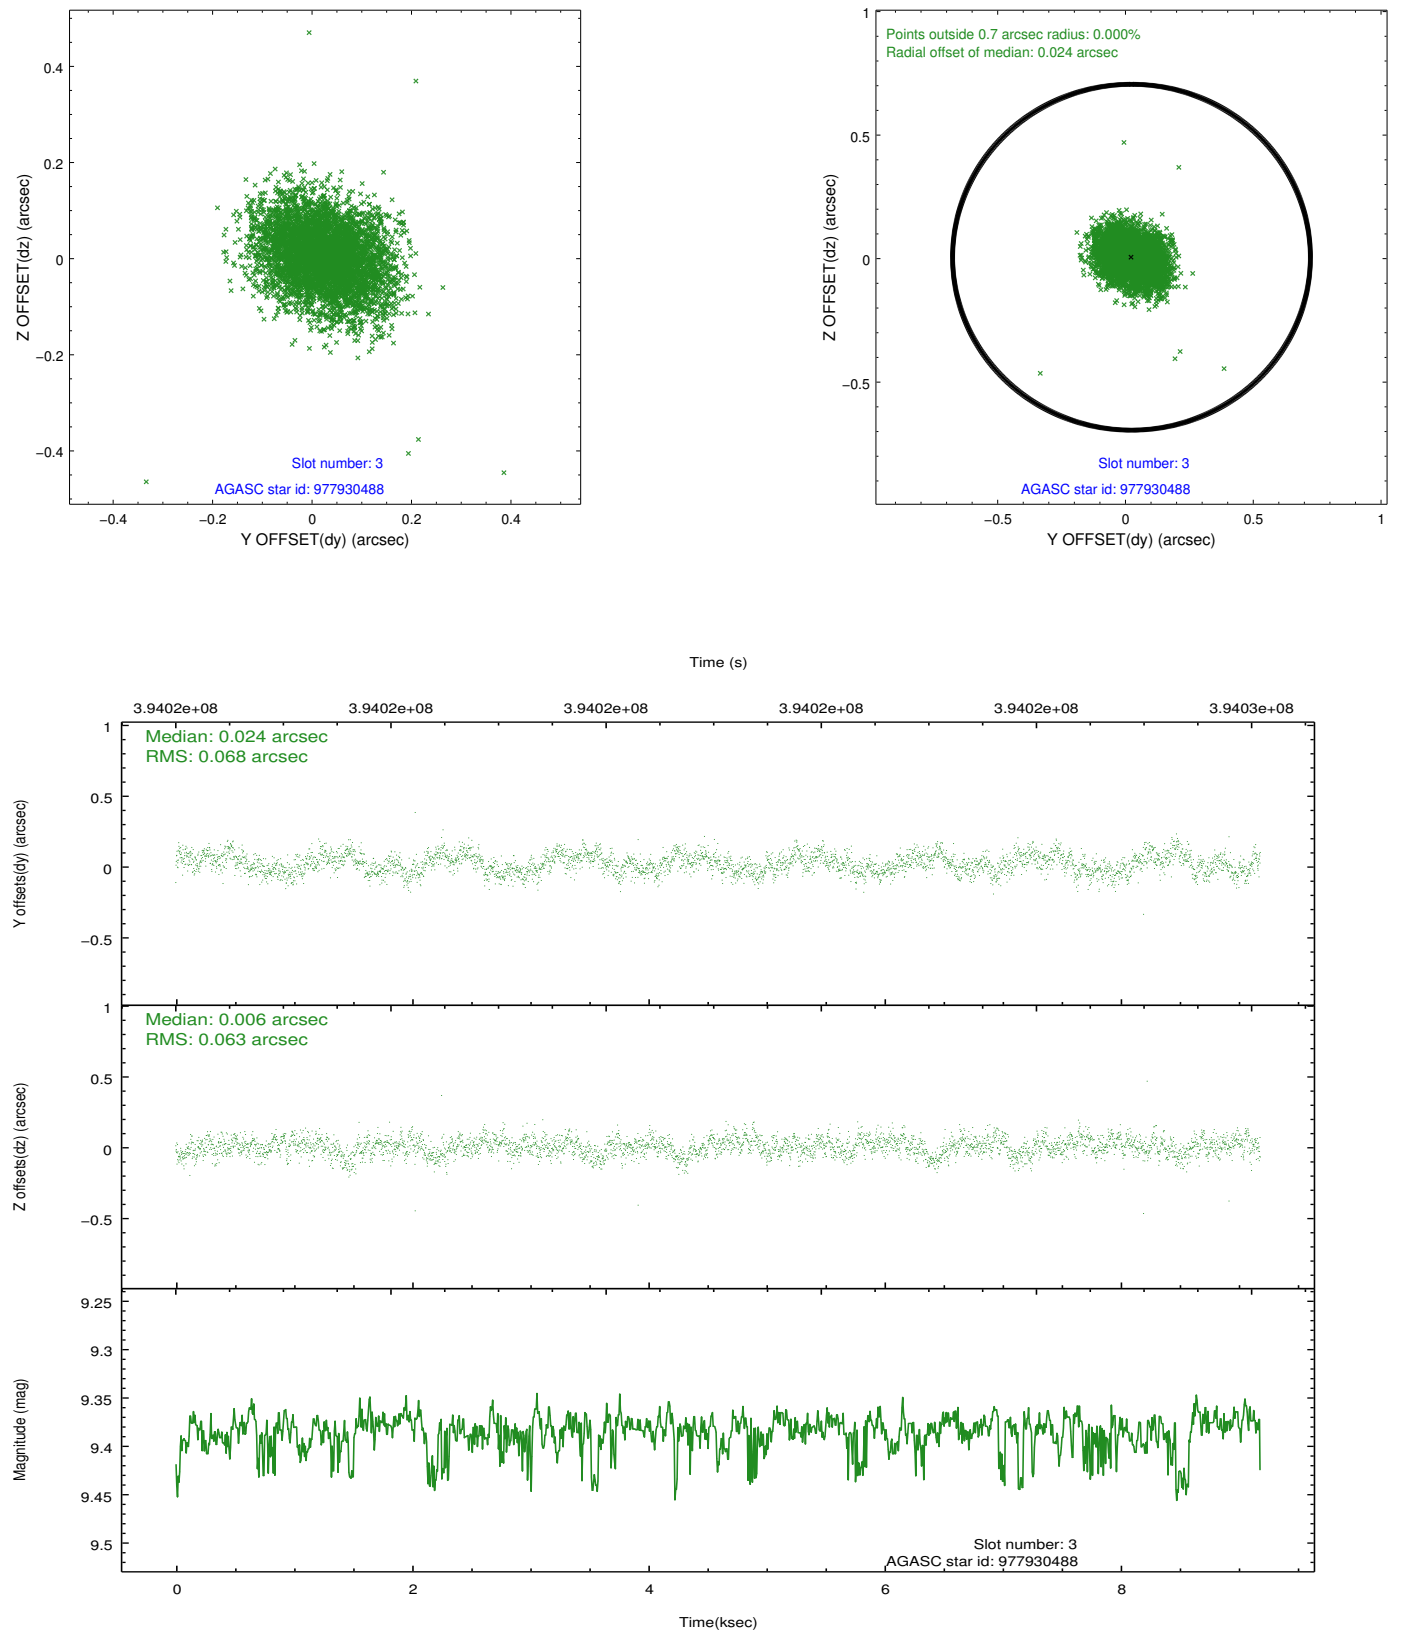 0.4
0.2
0
−0.2
−0.4
Z OFFSET(dz) (arcsec)
Slot number: 3
AGASC star id: 977930488
−0.4
−0.2
0
0.2
0.4
Y OFFSET(dy) (arcsec)
1
0.5
0
−0.5
Z OFFSET(dz) (arcsec)
Points outside 0.7 arcsec radius: 0.000%
Radial offset of median: 0.024 arcsec
Slot number: 3
AGASC star id: 977930488
−0.5
0
0.5
1
Y OFFSET(dy) (arcsec)
Time (s)
3.9402e+08
3.9402e+08
3.9402e+08
3.9402e+08
3.9402e+08
3.9403e+08
1
0.5
0
−0.5
Y offsets(dy) (arcsec)
Median: 0.024 arcsec
RMS: 0.068 arcsec
1
0.5
0
−0.5
Z offsets(dz) (arcsec)
Median: 0.006 arcsec
RMS: 0.063 arcsec
9.25
9.3
9.35
9.4
9.45
9.5
Magnitude (mag)
Slot number: 3
AGASC star id: 977930488
0
2
4
6
8
Time(ksec)